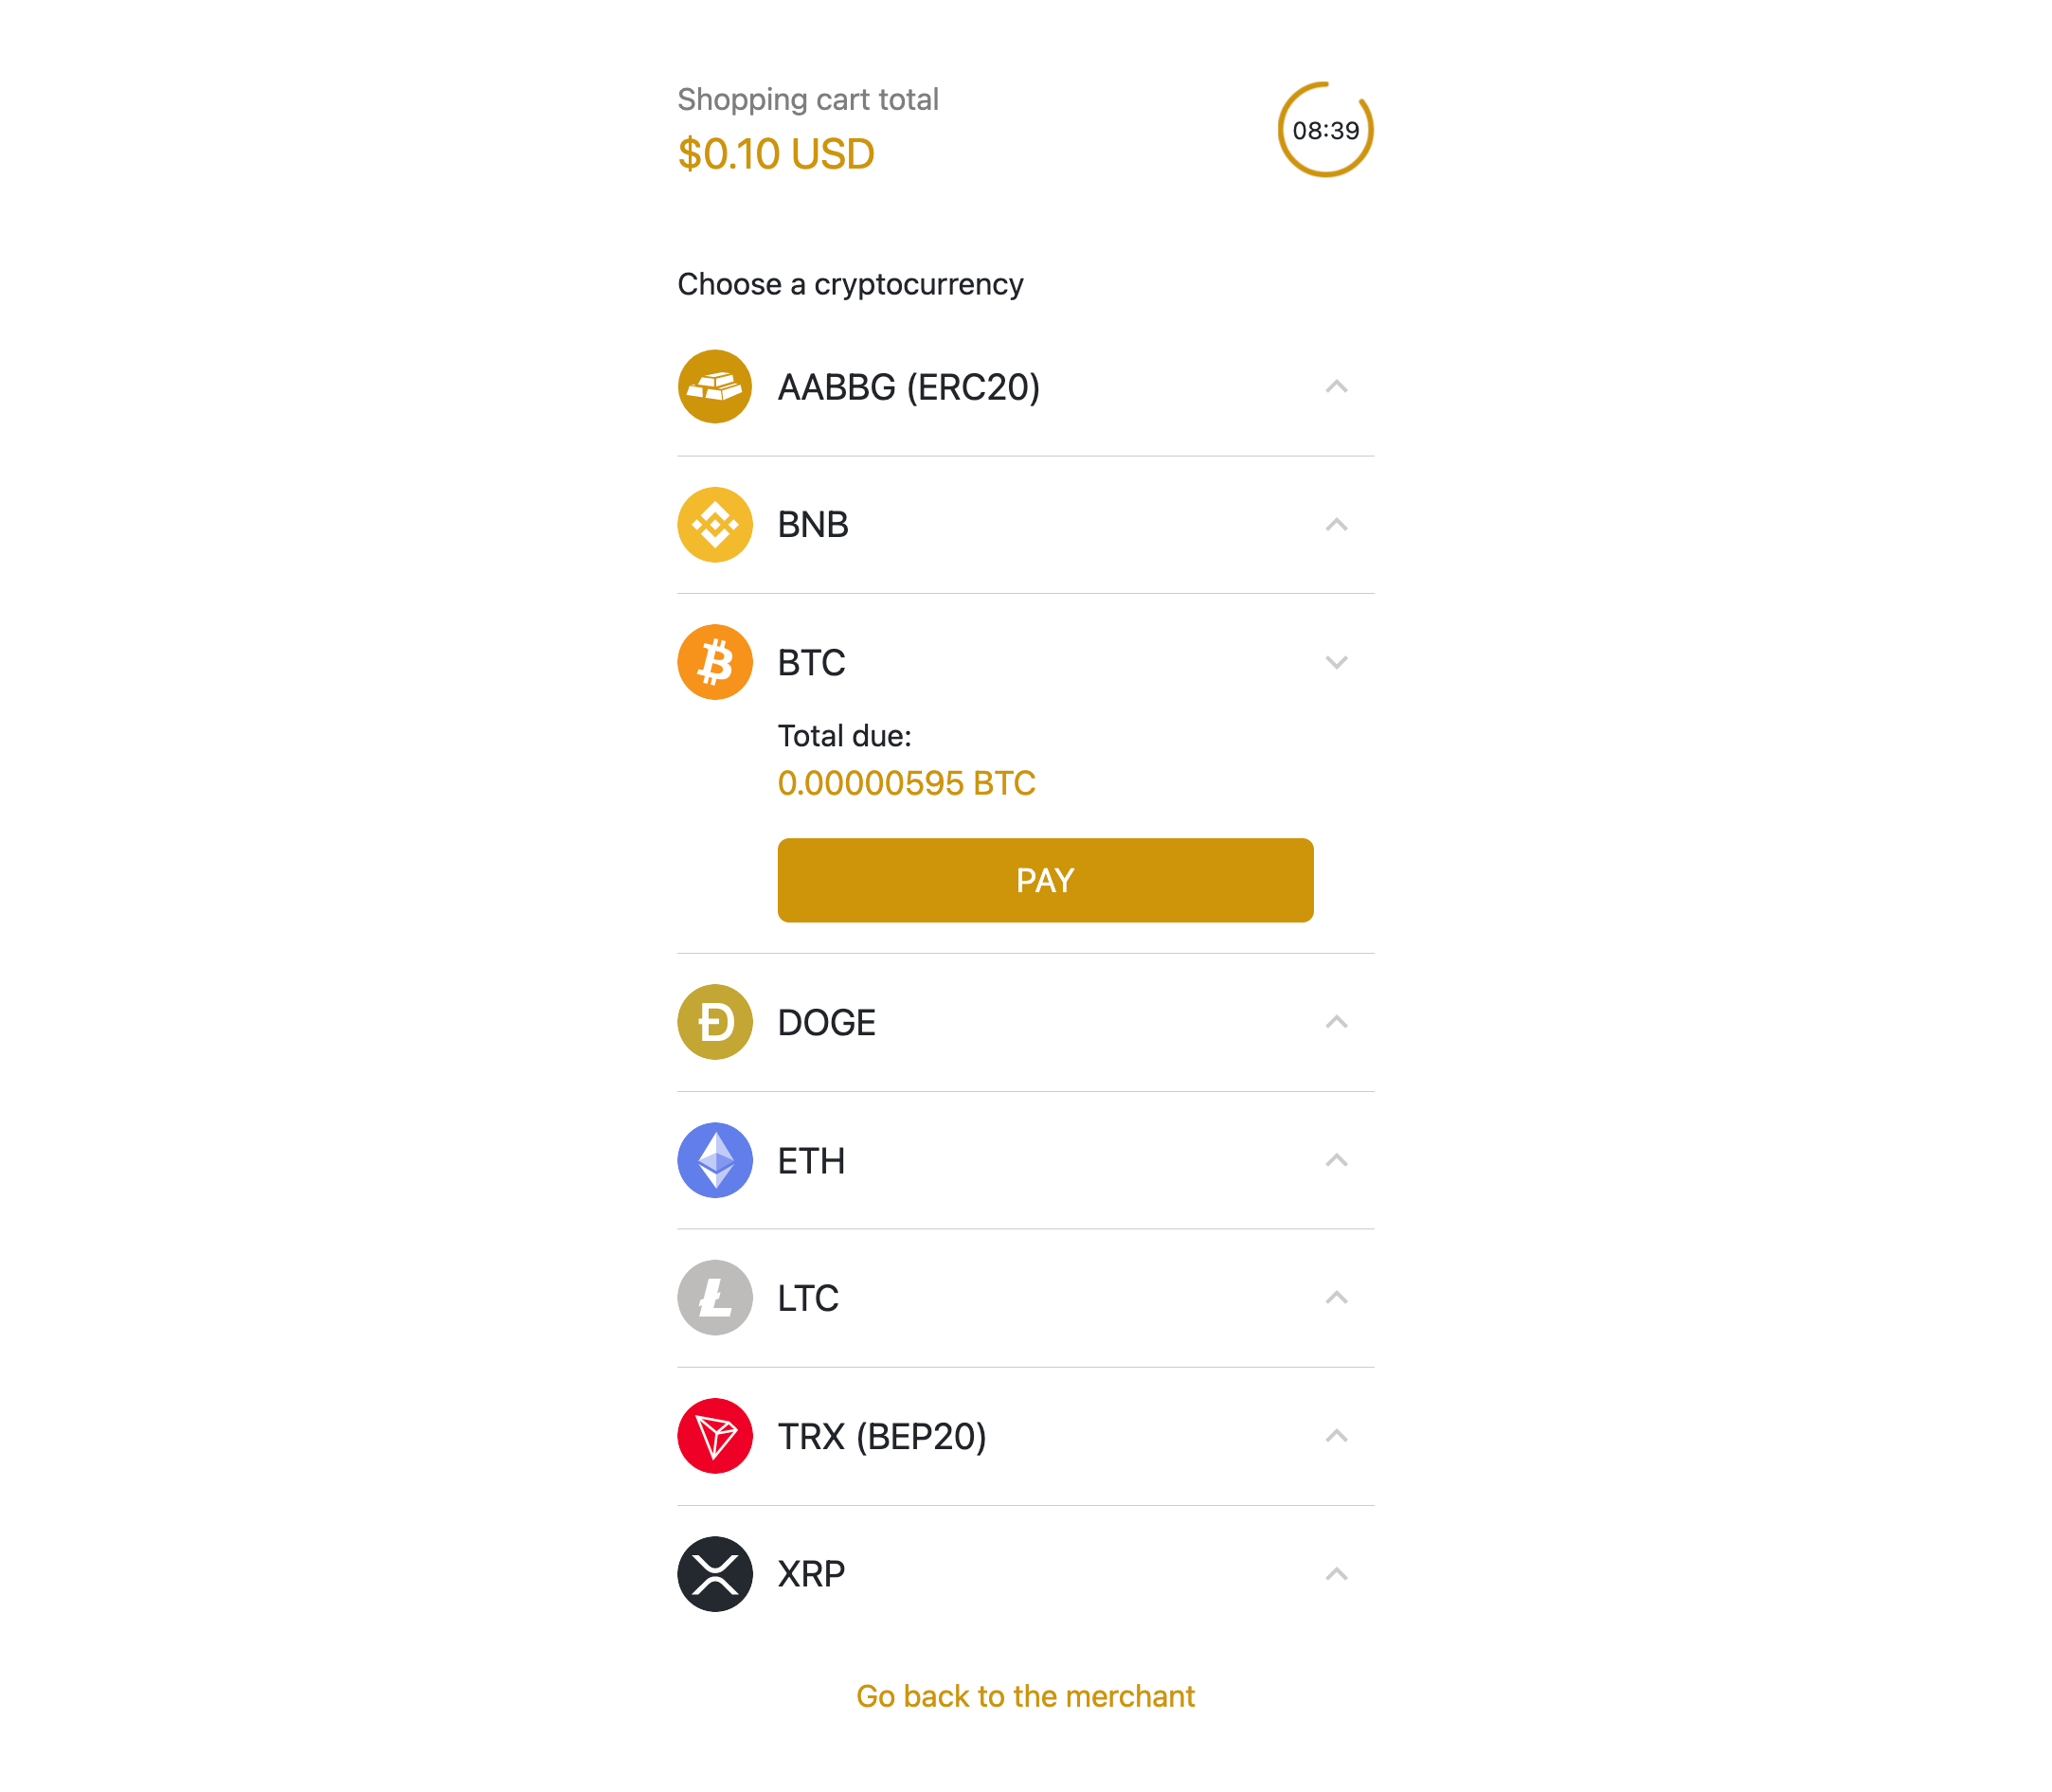 Shopping cart total
$0.10 USD
08:39
Choose a cryptocurrency
AABBG (ERC20)
BNB
BTC
Total due:
0.00000595 BTC
PAY
DOGE
ETH
LTC
TRX (BEP20)
XRP
Go back to the merchant